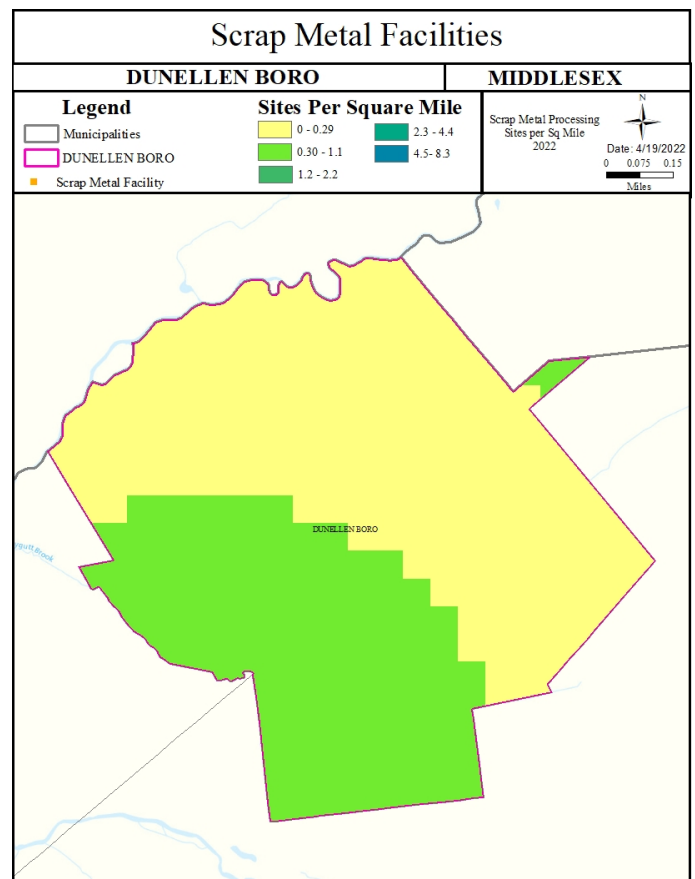 Scrap Metal Facilities
DUNELLEN BORO
MIDDLESEX
Legend
Municipalities
DUNELLEN BORO
Scrap Metal Facility
Sites Per Square Mile
0 - 0.29
0.30 - 1.1
1.2 - 2.2
2.3 - 4.4
4.5- 8.3
Scrap Metal Processing
Sites per Sq Mile
2022
N
Date: 4/19/2022
0 0.075 0.15
Miles
DUNELLEN BORO
Brook